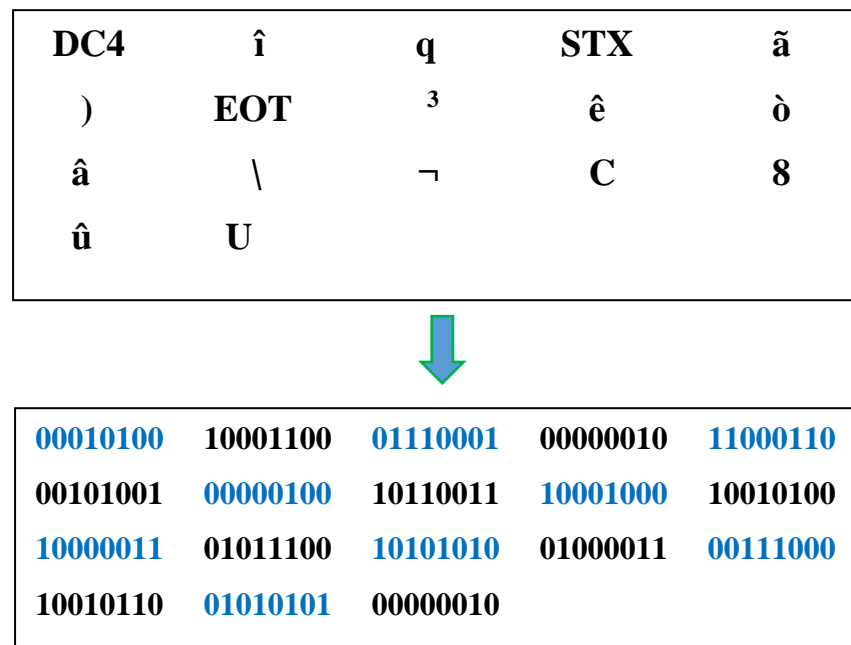 DC4 î q STX ã
) EOT ³ ê ò
â \ ¬ C 8
û U
00010100 10001100 01110001 00000010 11000110
00101001 00000100 10110011 10001000 10010100
10000011 01011100 10101010 01000011 00111000
10010110 01010101 00000010